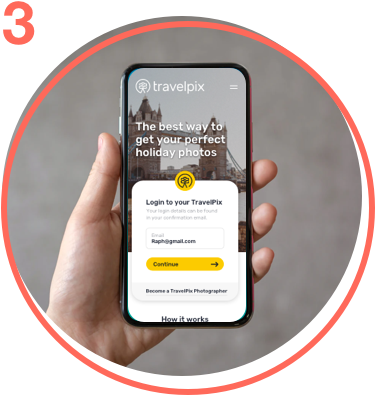 3
travelpix
The best way to
get your perfect
holiday photos
Login to your TravelPix
Your login details can be found
in your confirmation email
Email
Raph@gmail.com
Continue
Become a TravelPix Photographer
How it works